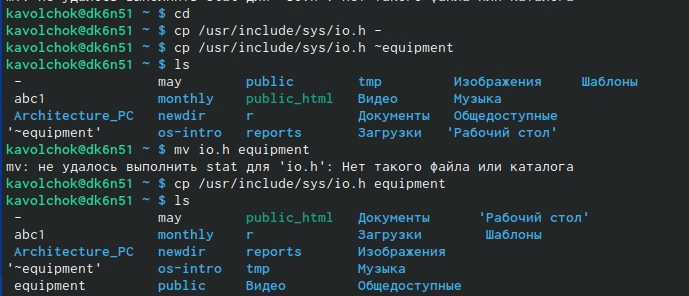 mv: не удалось выполнить stat для 'io.h': Нет такого файла или каталога
kavolchok@dk6n51 ~ $ cd
kavolchok@dk6n51 ~ $ cp /usr/include/sys/io.h -
kavolchok@dk6n51 ~ $ cp /usr/include/sys/io.h ~equipment
kavolchok@dk6n51 ~ $ ls
- may public tmp Изображения Шаблоны
abc1 monthly public_html Видео Музыка
Architecture_PC newdir r Документы Общедоступные
'~equipment' os-intro reports Загрузки 'Рабочий стол'
kavolchok@dk6n51 ~ $ mv io.h equipment
mv: не удалось выполнить stat для 'io.h': Нет такого файла или каталога
kavolchok@dk6n51 ~ $ cp /usr/include/sys/io.h equipment
kavolchok@dk6n51 ~ $ ls
- may public_html Документы 'Рабочий стол'
abc1 monthly r Загрузки Шаблоны
Architecture_PC newdir reports Изображения
'~equipment' os-intro tmp Музыка
equipment public Видео Общедоступные